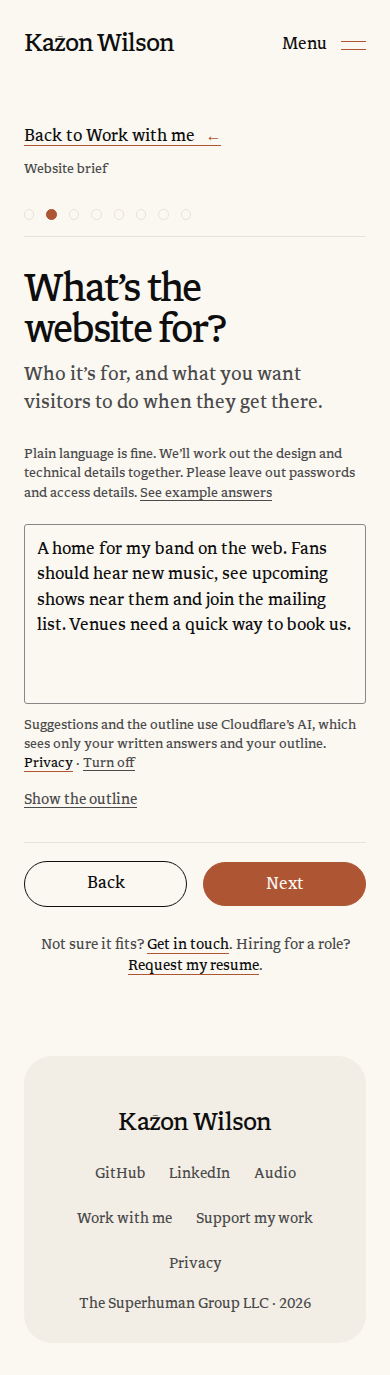 Kazon Wilson
Menu
Back to Work with me ←
Website brief
What's the
website for?
Who it's for, and what you want
visitors to do when they get there.
Plain language is fine. We'll work out the design and
technical details together. Please leave out passwords
and access details. See example answers
A home for my band on the web. Fans
should hear new music, see upcoming
shows near them and join the mailing
list. Venues need a quick way to book us.
Suggestions and the outline use Cloudflare's AI, which
sees only your written answers and your outline.
Privacy · Turn off
Show the outline
Back
Next
Not sure it fits? Get in touch. Hiring for a role?
Request my resume.
Kazon Wilson
GitHub LinkedIn Audio
Work with me Support my work
Privacy
The Superhuman Group LLC · 2026